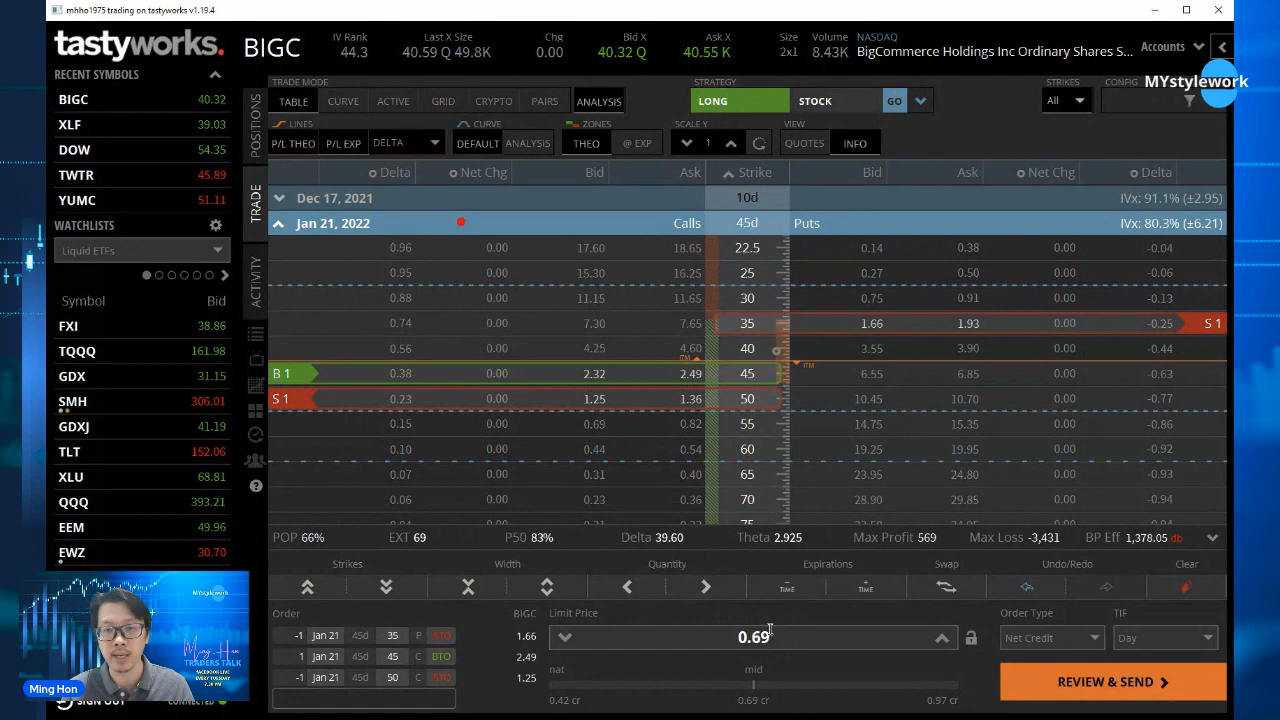 mhho1975 trading on tastyworks v1.19.4
tastyworks.
BIGC
IV Rank
44.3
Last X Size
40.59 Q 49.8K
Chg
0.00
Bid X
40.32 Q
Ask X
40.55 K
Size
2x1
Volume
8.43K
NASDAQ
BigCommerce Holdings Inc Ordinary Shares S...
Accounts
MYstylework
RECENT SYMBOLS
BIGC 40.32
XLF 39.03
DOW 54.35
TWTR 45.89
YUMC 51.11
WATCHLISTS
Liquid ETFs
Symbol Bid
FXI 38.86
TQQQ 161.98
GDX 31.15
SMH 306.01
GDXJ 41.19
TLT 152.06
XLU 68.81
QQQ 393.21
EEM 49.96
EWZ 30.70
POSITIONS
TRADE
ACTIVITY
TRADE MODE
TABLE CURVE ACTIVE GRID CRYPTO PAIRS ANALYSIS
STRATEGY
LONG STOCK GO
STRIKES
All
CONFIG
LINES
P/L THEO P/L EXP DELTA
CURVE
DEFAULT ANALYSIS
ZONES
THEO @ EXP
SCALE Y
1
VIEW
QUOTES INFO
Delta Net Chg Bid Ask Strike Bid Ask Net Chg Delta
Dec 17, 2021 10d IVx: 91.1% (±2.95)
Jan 21, 2022 Calls 45d Puts IVx: 80.3% (±6.21)
0.96 0.00 17.60 18.65 22.5 0.14 0.38 0.00 -0.04
0.95 0.00 15.30 16.25 25 0.27 0.50 0.00 -0.06
0.88 0.00 11.15 11.65 30 0.75 0.91 0.00 -0.13
0.74 0.00 7.30 7.65 35 1.66 1.93 0.00 -0.25 S 1
0.56 0.00 4.25 4.60 40 3.55 3.90 0.00 -0.44
ITM ITM
B 1 0.38 0.00 2.32 2.49 45 6.55 6.85 0.00 -0.63
S 1 0.23 0.00 1.25 1.36 50 10.45 10.70 0.00 -0.77
0.15 0.00 0.69 0.82 55 14.75 15.35 0.00 -0.86
0.10 0.00 0.44 0.54 60 19.25 19.95 0.00 -0.92
0.07 0.00 0.31 0.40 65 23.95 24.80 0.00 -0.93
0.06 0.00 0.23 0.36 70 28.90 29.85 0.00 -0.94
POP 66% EXT 69 P50 83% Delta 39.60 Theta 2.925 Max Profit 569 Max Loss -3,431 BP Eff 1,378.05 db
Strikes Width Quantity Expirations Swap Undo/Redo Clear
TIME TIME
Order BIGC Limit Price Order Type TIF
-1 Jan 21 45d 35 P STO 1.66
1 Jan 21 45d 45 C BTO 2.49
-1 Jan 21 45d 50 C STO 1.25
0.69
Net Credit Day
nat mid
0.42 cr 0.69 cr 0.97 cr
REVIEW & SEND
MYstylework
Ming Hon
TRADERS TALK
FACEBOOK LIVE
EVERY TUESDAY
7.30 PM
Ming Hon
SIGN OUT
CONNECTED